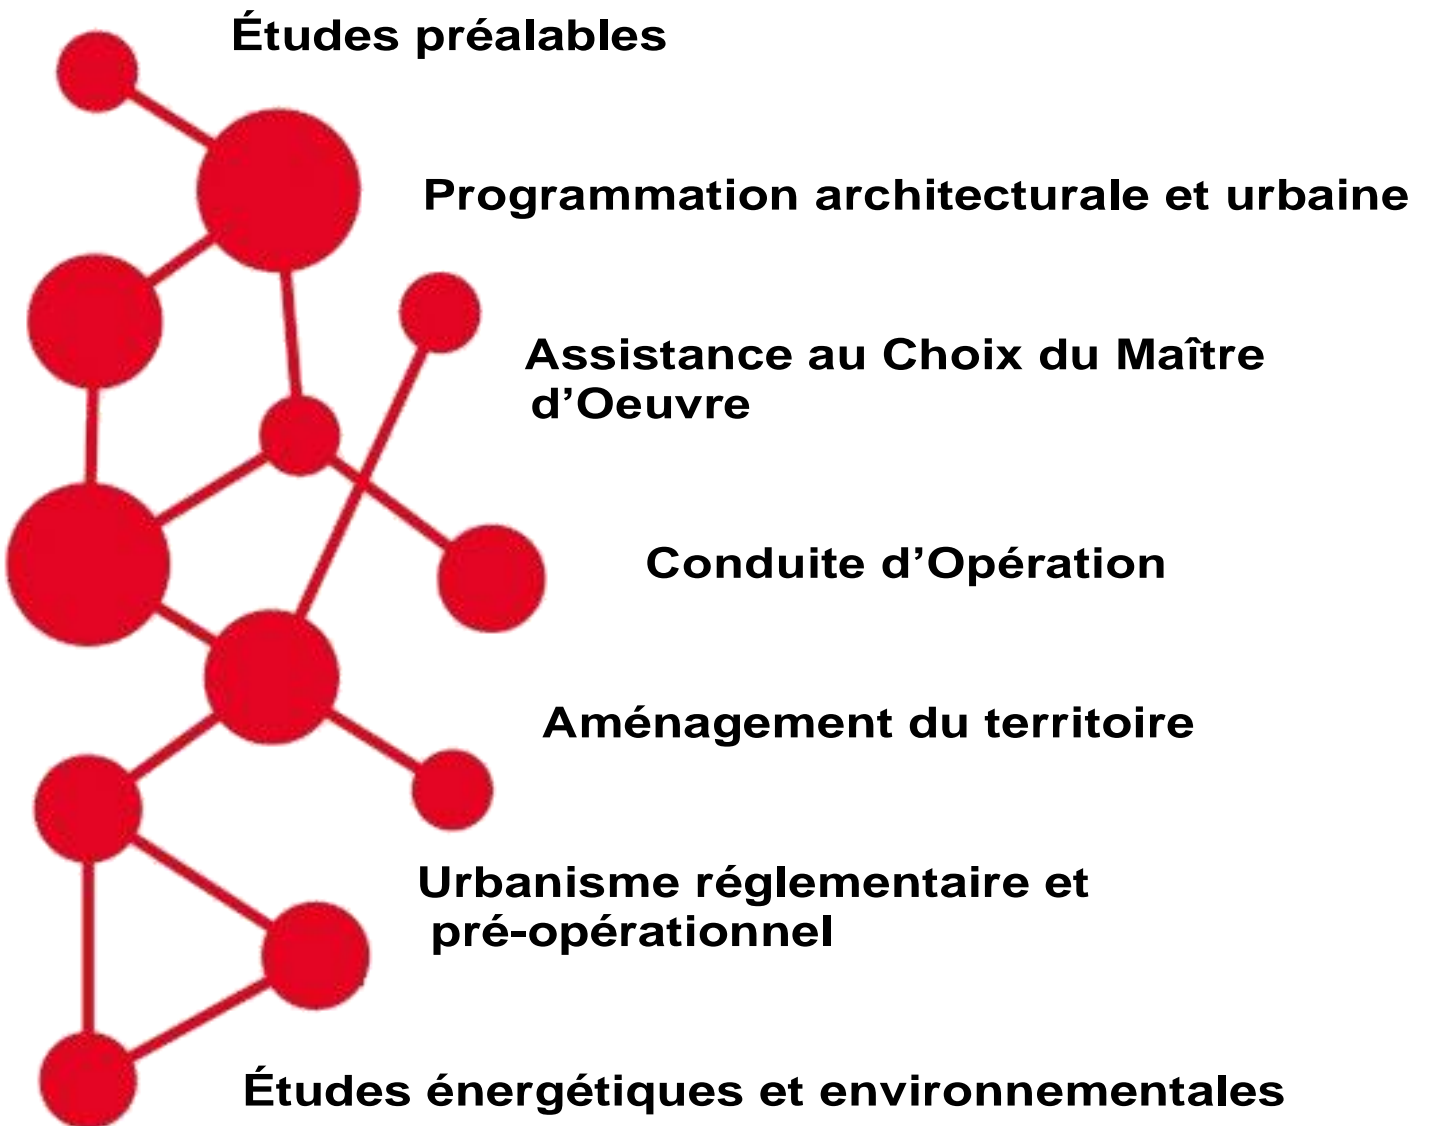 Études préalables
Programmation architecturale et urbaine
Assistance au Choix du Maître
d’Oeuvre
Conduite d’Opération
Aménagement du territoire
Urbanisme réglementaire et
pré-opérationnel
Études énergétiques et environnementales